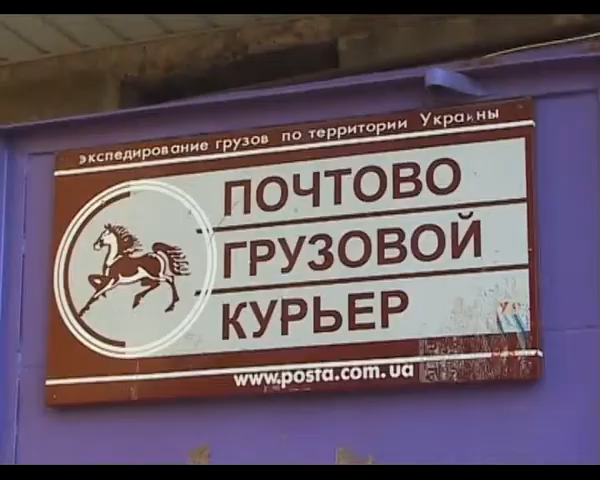 экспедирование грузов по территории Украины
ПОЧТОВО
ГРУЗОВОЙ
КУРЬЕР
www.posta.com.ua